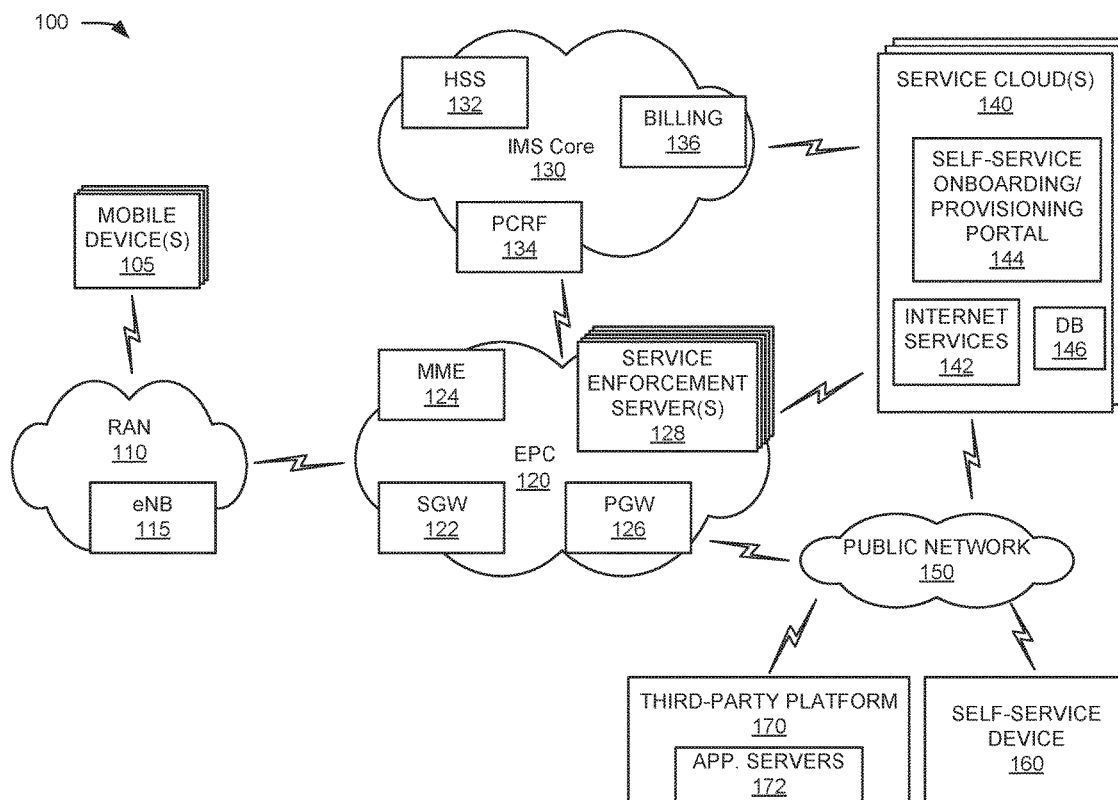 100
HSS
132
BILLING
136
IMS Core
130
PCRF
134
SERVICE CLOUD(S)
140
SELF-SERVICE
ONBOARDING/
PROVISIONING
PORTAL
144
INTERNET
SERVICES
142
DB
146
MOBILE
DEVICE(S)
105
RAN
110
eNB
115
MME
124
SERVICE
ENFORCEMENT
SERVER(S)
128
EPC
120
SGW
122
PGW
126
PUBLIC NETWORK
150
THIRD-PARTY PLATFORM
170
APP. SERVERS
172
SELF-SERVICE
DEVICE
160